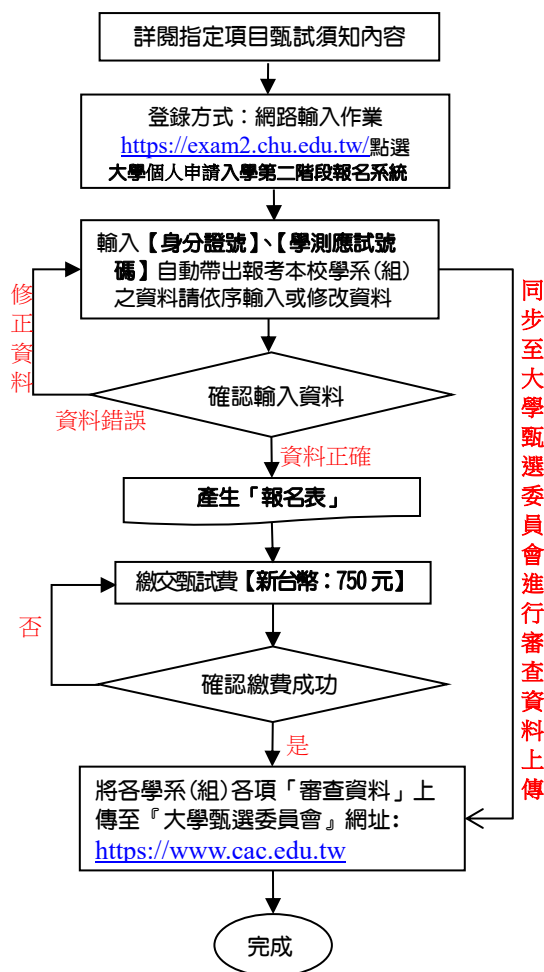 詳閱指定項目甄試須知內容
登錄方式：網路輸入作業
https://exam2.chu.edu.tw/點選
大學個人申請入學第二階段報名系統
輸入【身分證號】、【學測應試號
碼】自動帶出報考本校學系(組)
之資料請依序輸入或修改資料
修正資料
同步至大學甄選委員會進行審查資料上傳
確認輸入資料
資料錯誤
資料正確
產生「報名表」
繳交甄試費【新台幣：750 元】
否
確認繳費成功
是
將各學系(組)各項「審查資料」上
傳至『大學甄選委員會』網址:
https://www.cac.edu.tw
完成